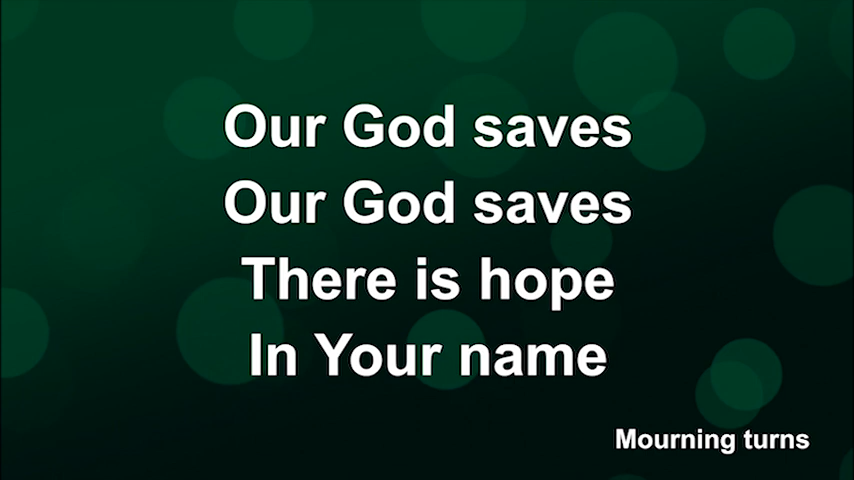 Our God saves
Our God saves
There is hope
In Your name
Mourning turns